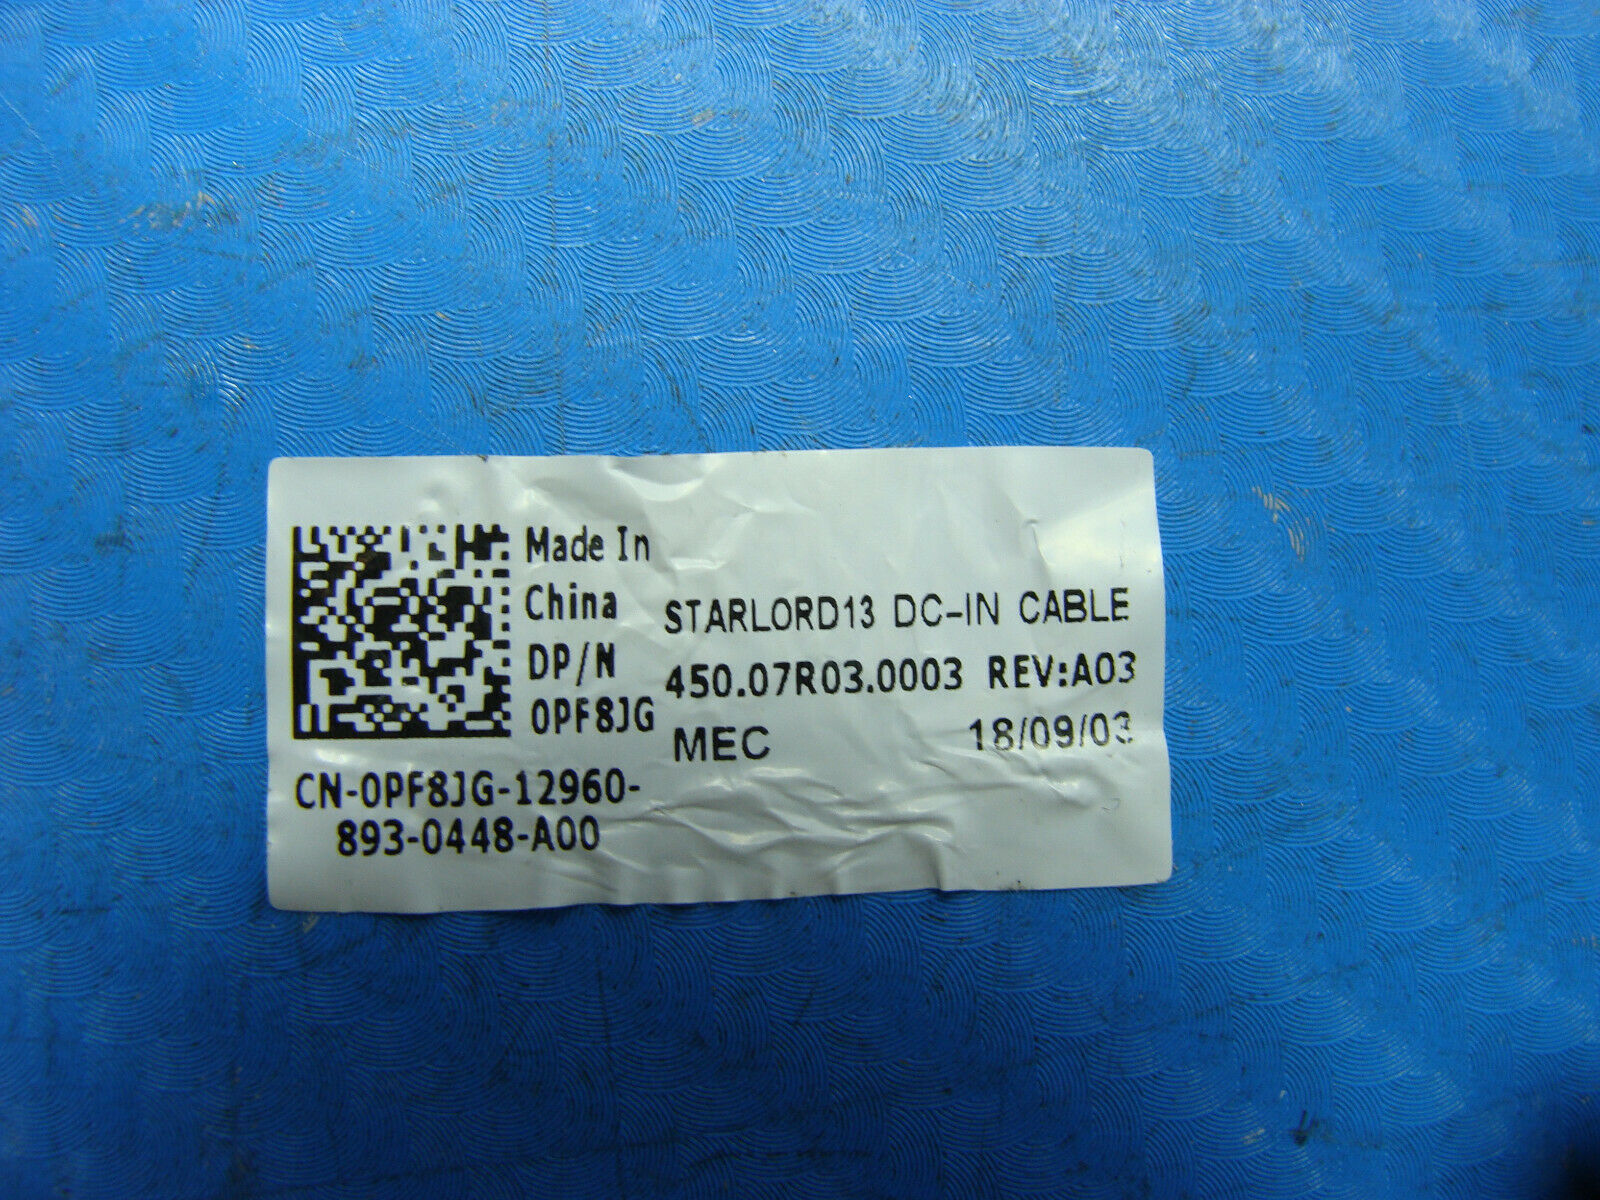 Made In
China
DP/N
0PF8JG
CN-0PF8JG-12960-
893-0448-A00
STARLORD13 DC-IN CABLE
450.07R03.0003 REV:A03
MEC 18/09/03